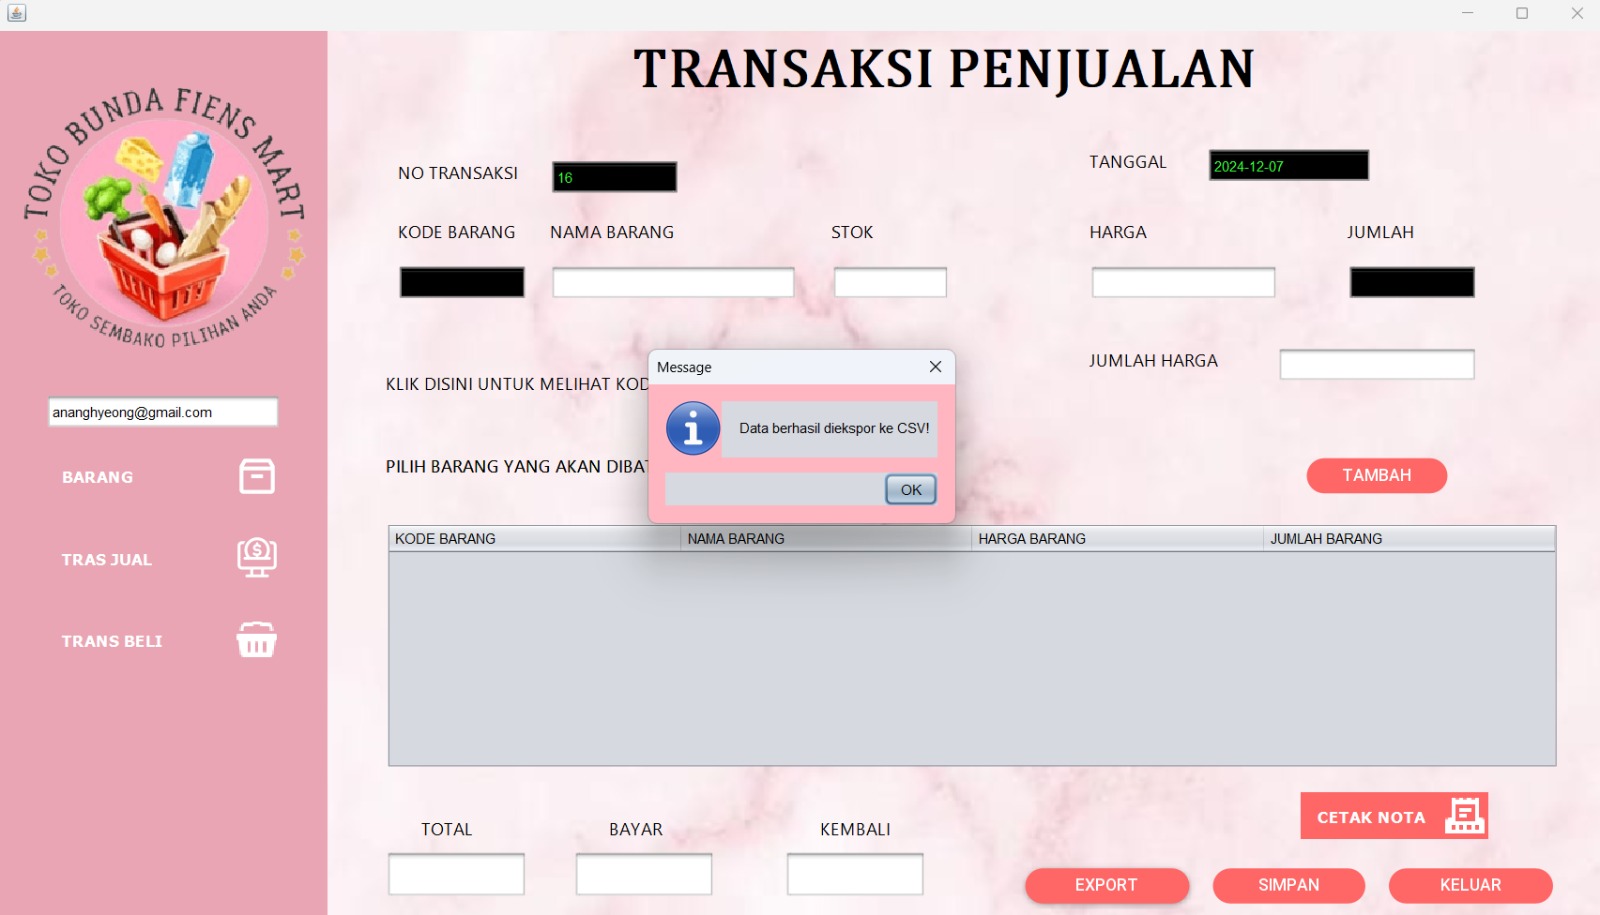 TRANSAKSI PENJUALAN
TOKO BUNDA FIENS MART
TOKO SEMBAKO PILIHAN ANDA
ananghyeong@gmail.com
BARANG
TRAS JUAL
TRANS BELI
NO TRANSAKSI 16
TANGGAL 2024-12-07
KODE BARANG NAMA BARANG STOK HARGA JUMLAH
JUMLAH HARGA
KLIK DISINI UNTUK MELIHAT KOD
PILIH BARANG YANG AKAN DIBAT
Message
Data berhasil diekspor ke CSV!
OK
TAMBAH
KODE BARANG NAMA BARANG HARGA BARANG JUMLAH BARANG
TOTAL BAYAR KEMBALI
CETAK NOTA
EXPORT SIMPAN KELUAR